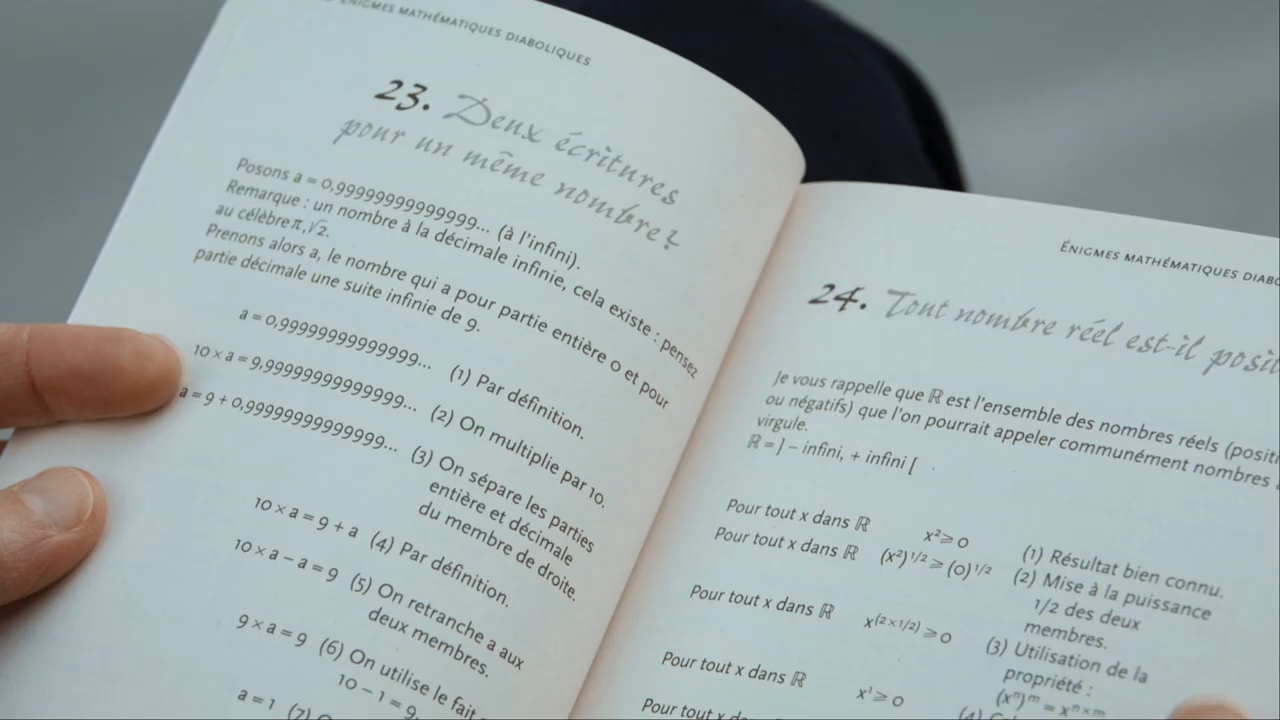 ÉNIGMES MATHÉMATIQUES DIABOLIQUES
23. Deux écritures
pour un même nombre?
Posons a = 0,99999999999999... (à l'infini).
Remarque : un nombre à la décimale infinie, cela existe : pensez
au célèbre π, √2.
Prenons alors a, le nombre qui a pour partie entière 0 et pour
partie décimale une suite infinie de 9.
a = 0,9999999999999... (1) Par définition.
10 × a = 9,9999999999999... (2) On multiplie par 10.
a = 9 + 0,9999999999999... (3) On sépare les parties
entière et décimale
du membre de droite.
10 × a = 9 + a (4) Par définition.
10 × a – a = 9 (5) On retranche a aux
deux membres.
9 × a = 9 (6) On utilise le fait
10 – 1 = 9.
a = 1 (7)
ÉNIGMES MATHÉMATIQUES
24. Tout nombre réel est-il
Je vous rappelle que ℝ est l'ensemble des nombres réels
ou négatifs) que l'on pourrait appeler communément nombres
virgule.
ℝ = ] – infini, + infini [
Pour tout x dans ℝ x² ⩾ 0 (1) Résultat bien connu.
Pour tout x dans ℝ (x²)^1/2 ⩾ (0)^1/2 (2) Mise à la puissance
1/2 des deux
membres.
Pour tout x dans ℝ x^(2 × 1/2) ⩾ 0 (3) Utilisation de la
propriété :
(xⁿ)ᵐ = x^n × m
Pour tout x dans ℝ x¹ ⩾ 0 (4)
Pour tout x dans